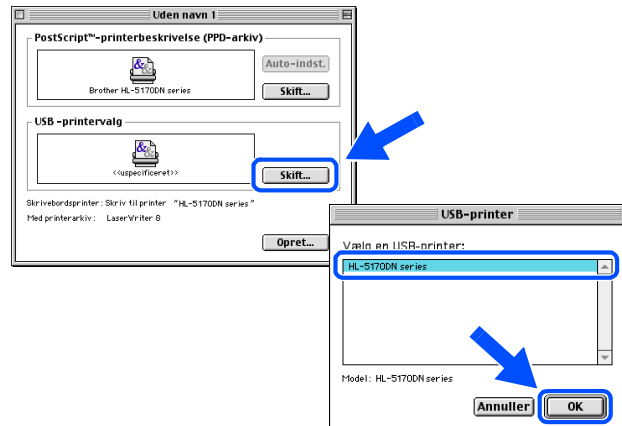 Uden navn 1
PostScript™-printerbeskrivelse (PPD-arkiv)
Auto-indst.
Brother HL-5170DN series
Skift...
USB -printervalg
<<uspecificeret>>
Skift...
Skrivebordsprinter: Skriv til printer "HL-5170DN series"
Med printerarkiv: LaserWriter 8
Opret...
USB-printer
Vælg en USB-printer:
HL-5170DN series
Model: HL-5170DN series
Annuller
OK